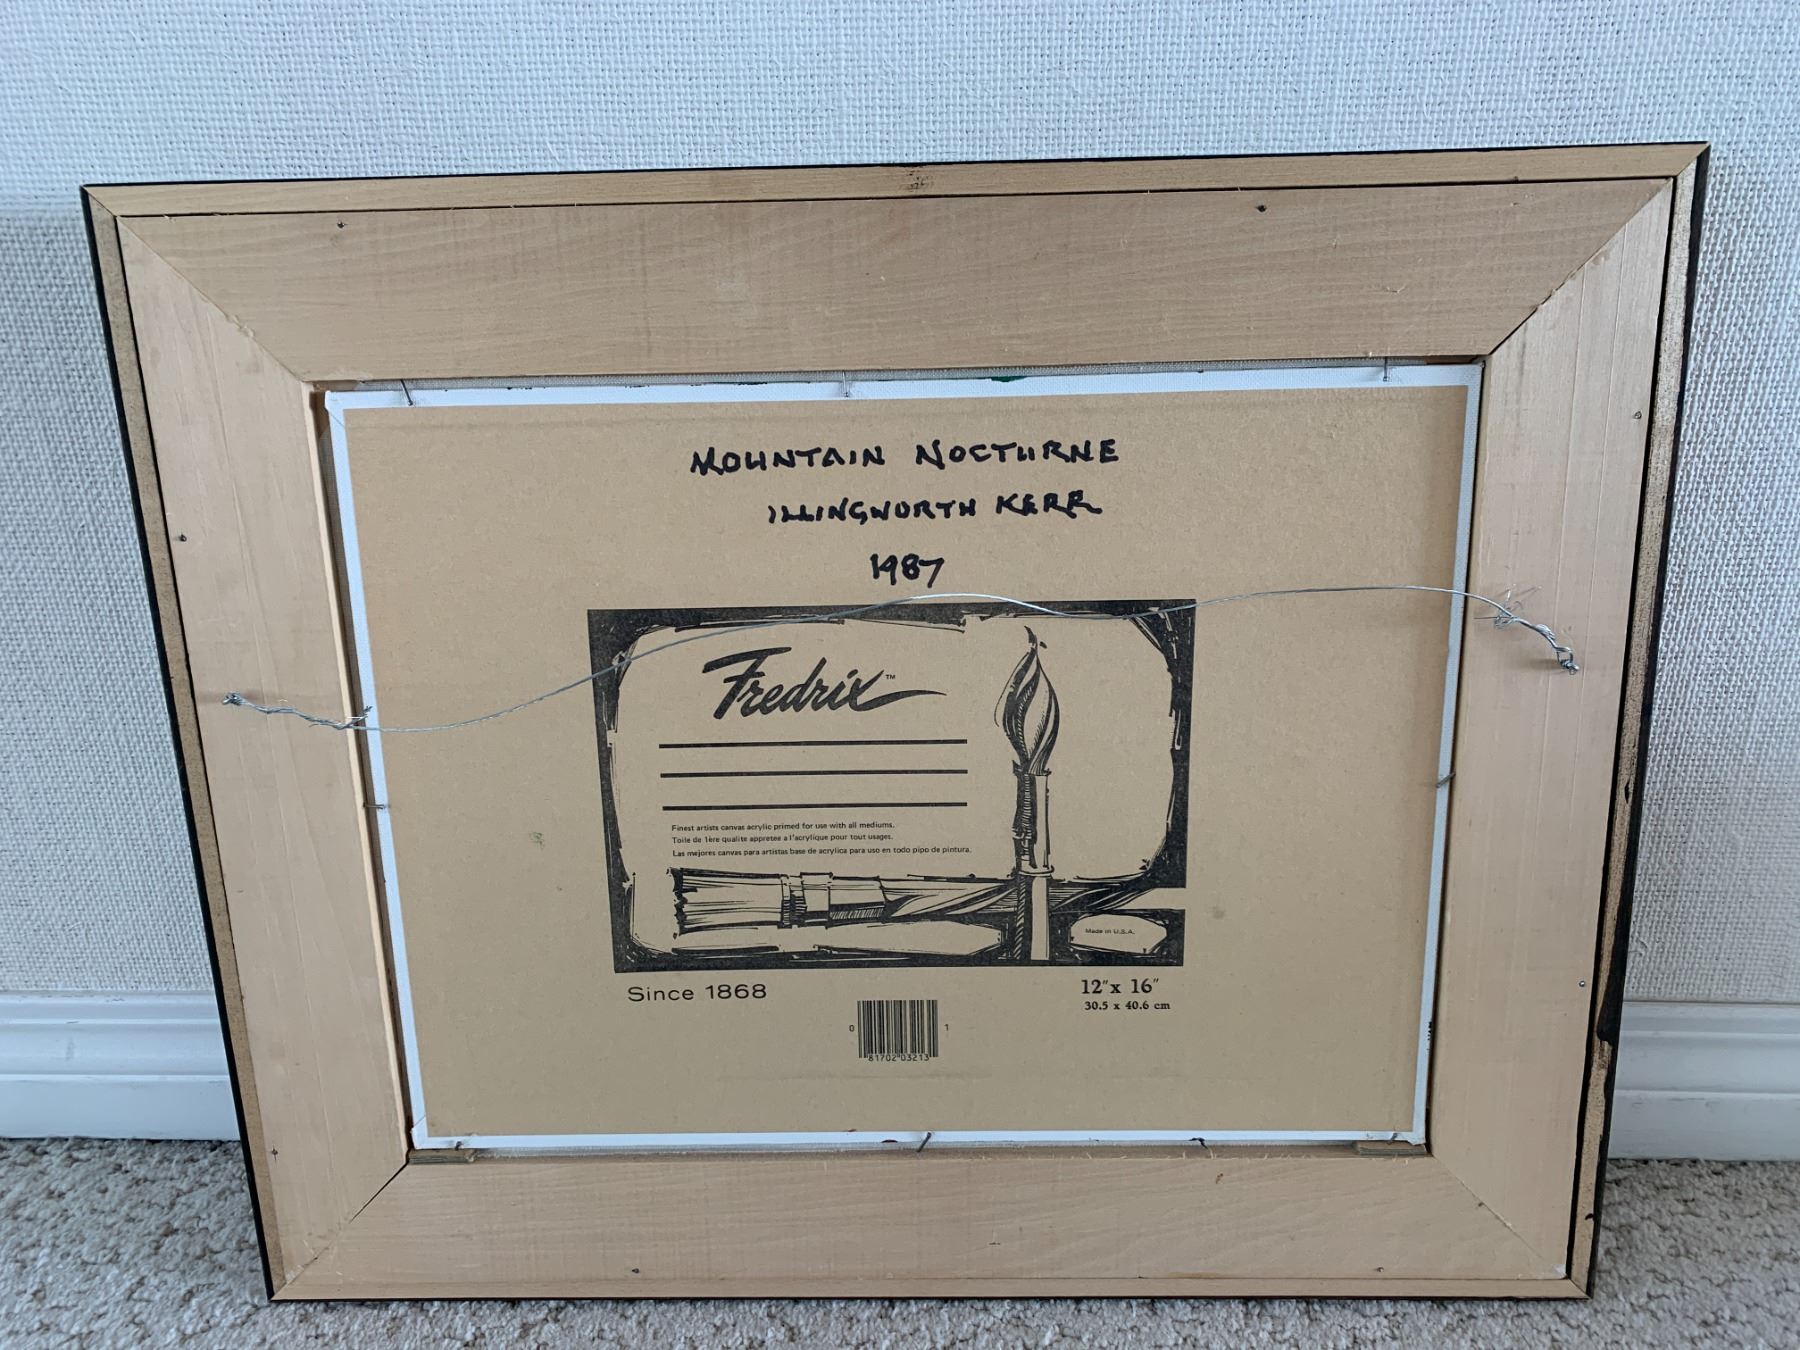 MOUNTAIN NOCTURNE
ILLINGWORTH KERR
1987
Fredrix™
Finest artists canvas acrylic primed for use with all mediums.
Toile de 1ère qualite appretee a l'acrylique pour tout usages.
Las mejores canvas para artistas base de acrylica para uso en todo pipo de pintura.
Made in U.S.A.
Since 1868
12" x 16"
30.5 x 40.6 cm
0 81702 03213 1